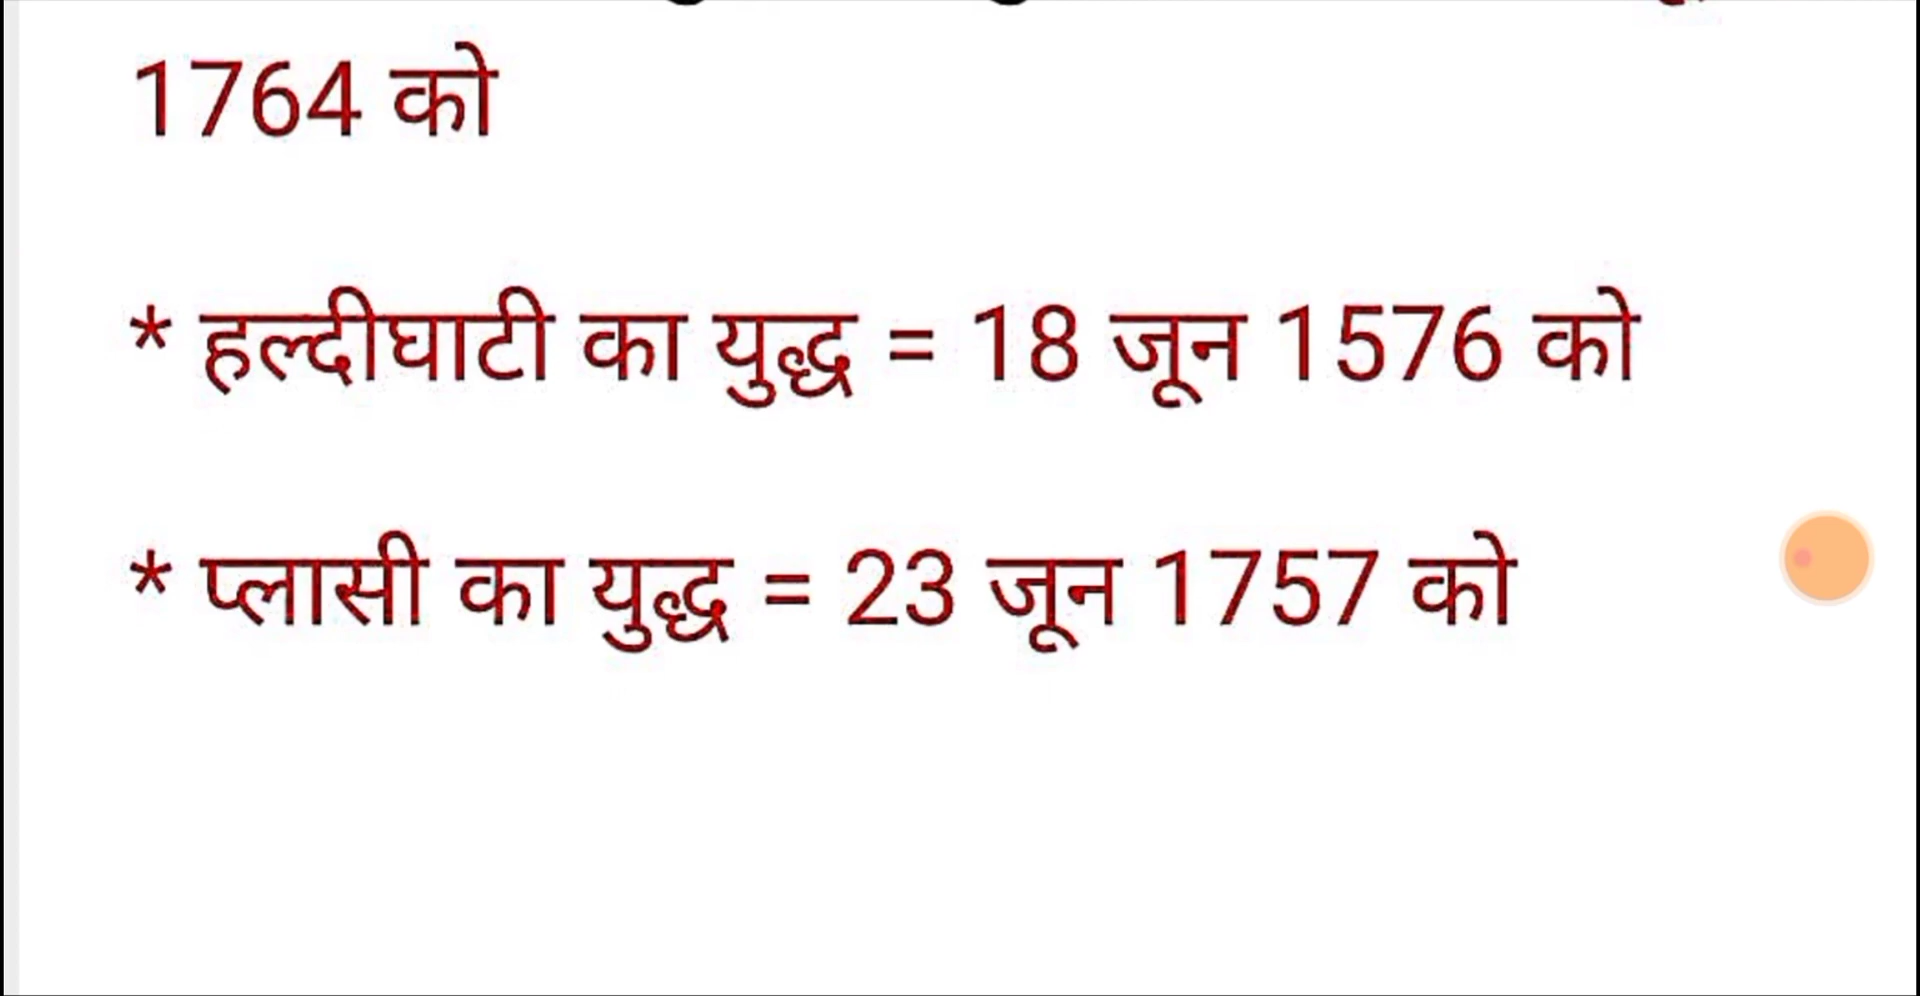 1764 को
* हल्दीघाटी का युद्ध = 18 जून 1576 को
* प्लासी का युद्ध = 23 जून 1757 को